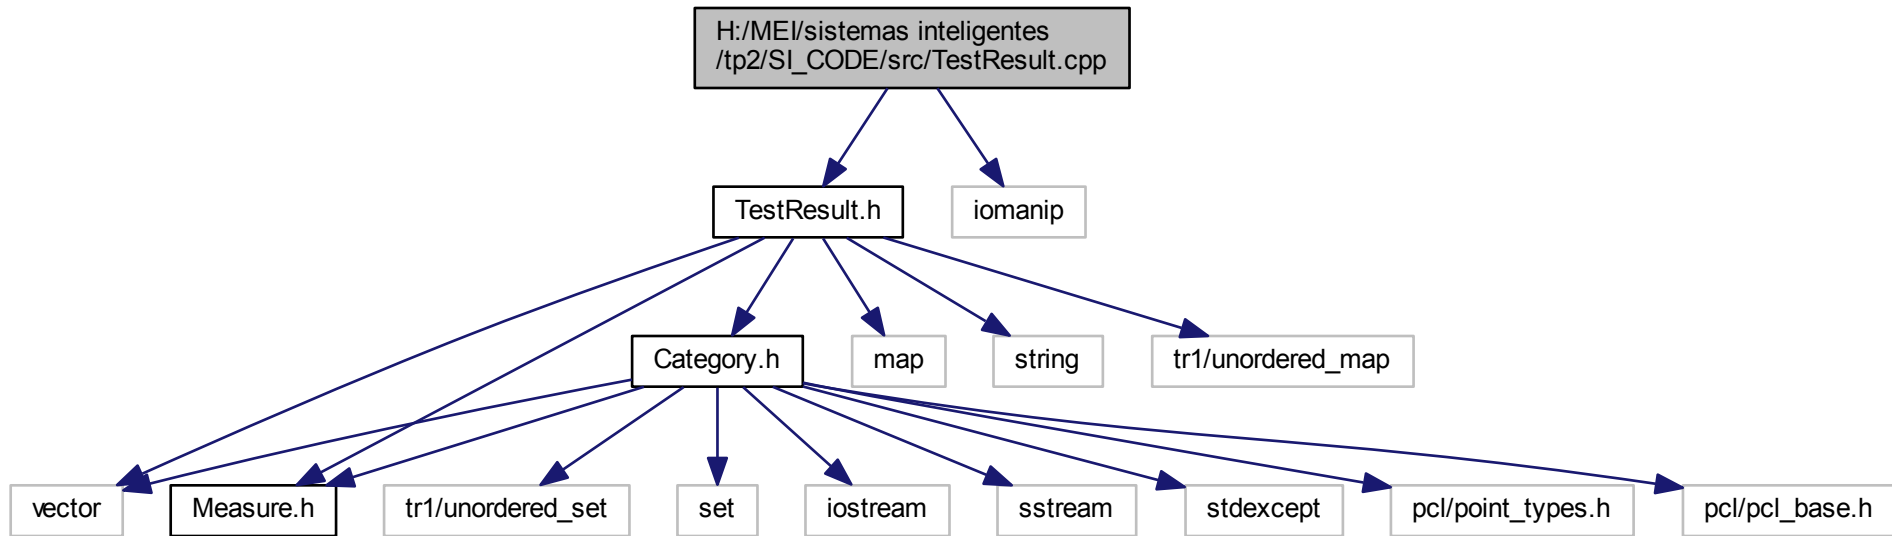 H:/MEI/sistemas inteligentes
/tp2/SI_CODE/src/TestResult.cpp
TestResult.h
iomanip
Category.h
map
string
tr1/unordered_map
vector
Measure.h
tr1/unordered_set
set
iostream
sstream
stdexcept
pcl/point_types.h
pcl/pcl_base.h